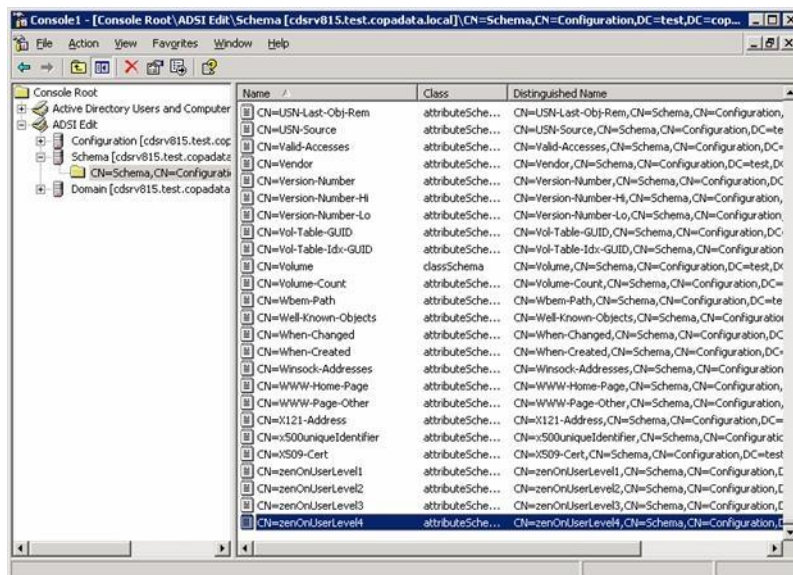 Console1 - [Console Root\ADSI Edit\Schema [cdsrv815.test.copadata.local]\CN=Schema,CN=Configuration,DC=test,DC=cop...
File Action View Favorites Window Help
Console Root
Active Directory Users and Computer
ADSI Edit
Configuration [cdsrv815.test.cop
Schema [cdsrv815.test.copadata
CN=Schema,CN=Configurati
Domain [cdsrv815.test.copadata
Name Class Distinguished Name
CN=USN-Last-Obj-Rem attributeSche... CN=USN-Last-Obj-Rem,CN=Schema,CN=Configuration,
CN=USN-Source attributeSche... CN=USN-Source,CN=Schema,CN=Configuration,DC=te
CN=Valid-Accesses attributeSche... CN=Valid-Accesses,CN=Schema,CN=Configuration,DC
CN=Vendor attributeSche... CN=Vendor,CN=Schema,CN=Configuration,DC=test,D
CN=Version-Number attributeSche... CN=Version-Number,CN=Schema,CN=Configuration,DC
CN=Version-Number-Hi attributeSche... CN=Version-Number-Hi,CN=Schema,CN=Configuration,
CN=Version-Number-Lo attributeSche... CN=Version-Number-Lo,CN=Schema,CN=Configuration
CN=Vol-Table-GUID attributeSche... CN=Vol-Table-GUID,CN=Schema,CN=Configuration,DC-
CN=Vol-Table-Idx-GUID attributeSche... CN=Vol-Table-Idx-GUID,CN=Schema,CN=Configuration
CN=Volume classSchema CN=Volume,CN=Schema,CN=Configuration,DC=test,D
CN=Volume-Count attributeSche... CN=Volume-Count,CN=Schema,CN=Configuration,DC=
CN=Wbem-Path attributeSche... CN=Wbem-Path,CN=Schema,CN=Configuration,DC=te
CN=Well-Known-Objects attributeSche... CN=Well-Known-Objects,CN=Schema,CN=Configuration
CN=When-Changed attributeSche... CN=When-Changed,CN=Schema,CN=Configuration,DC
CN=When-Created attributeSche... CN=When-Created,CN=Schema,CN=Configuration,DC=
CN=Winsock-Addresses attributeSche... CN=Winsock-Addresses,CN=Schema,CN=Configuration
CN=WWW-Home-Page attributeSche... CN=WWW-Home-Page,CN=Schema,CN=Configuration,
CN=WWW-Page-Other attributeSche... CN=WWW-Page-Other,CN=Schema,CN=Configuration,
CN=X121-Address attributeSche... CN=X121-Address,CN=Schema,CN=Configuration,DC=
CN=x500uniqueIdentifier attributeSche... CN=x500uniqueIdentifier,CN=Schema,CN=Configuratic
CN=X509-Cert attributeSche... CN=X509-Cert,CN=Schema,CN=Configuration,DC=test
CN=zenOnUserLevel1 attributeSche... CN=zenOnUserLevel1,CN=Schema,CN=Configuration,D
CN=zenOnUserLevel2 attributeSche... CN=zenOnUserLevel2,CN=Schema,CN=Configuration,D
CN=zenOnUserLevel3 attributeSche... CN=zenOnUserLevel3,CN=Schema,CN=Configuration,D
CN=zenOnUserLevel4 attributeSche... CN=zenOnUserLevel4,CN=Schema,CN=Configuration,D